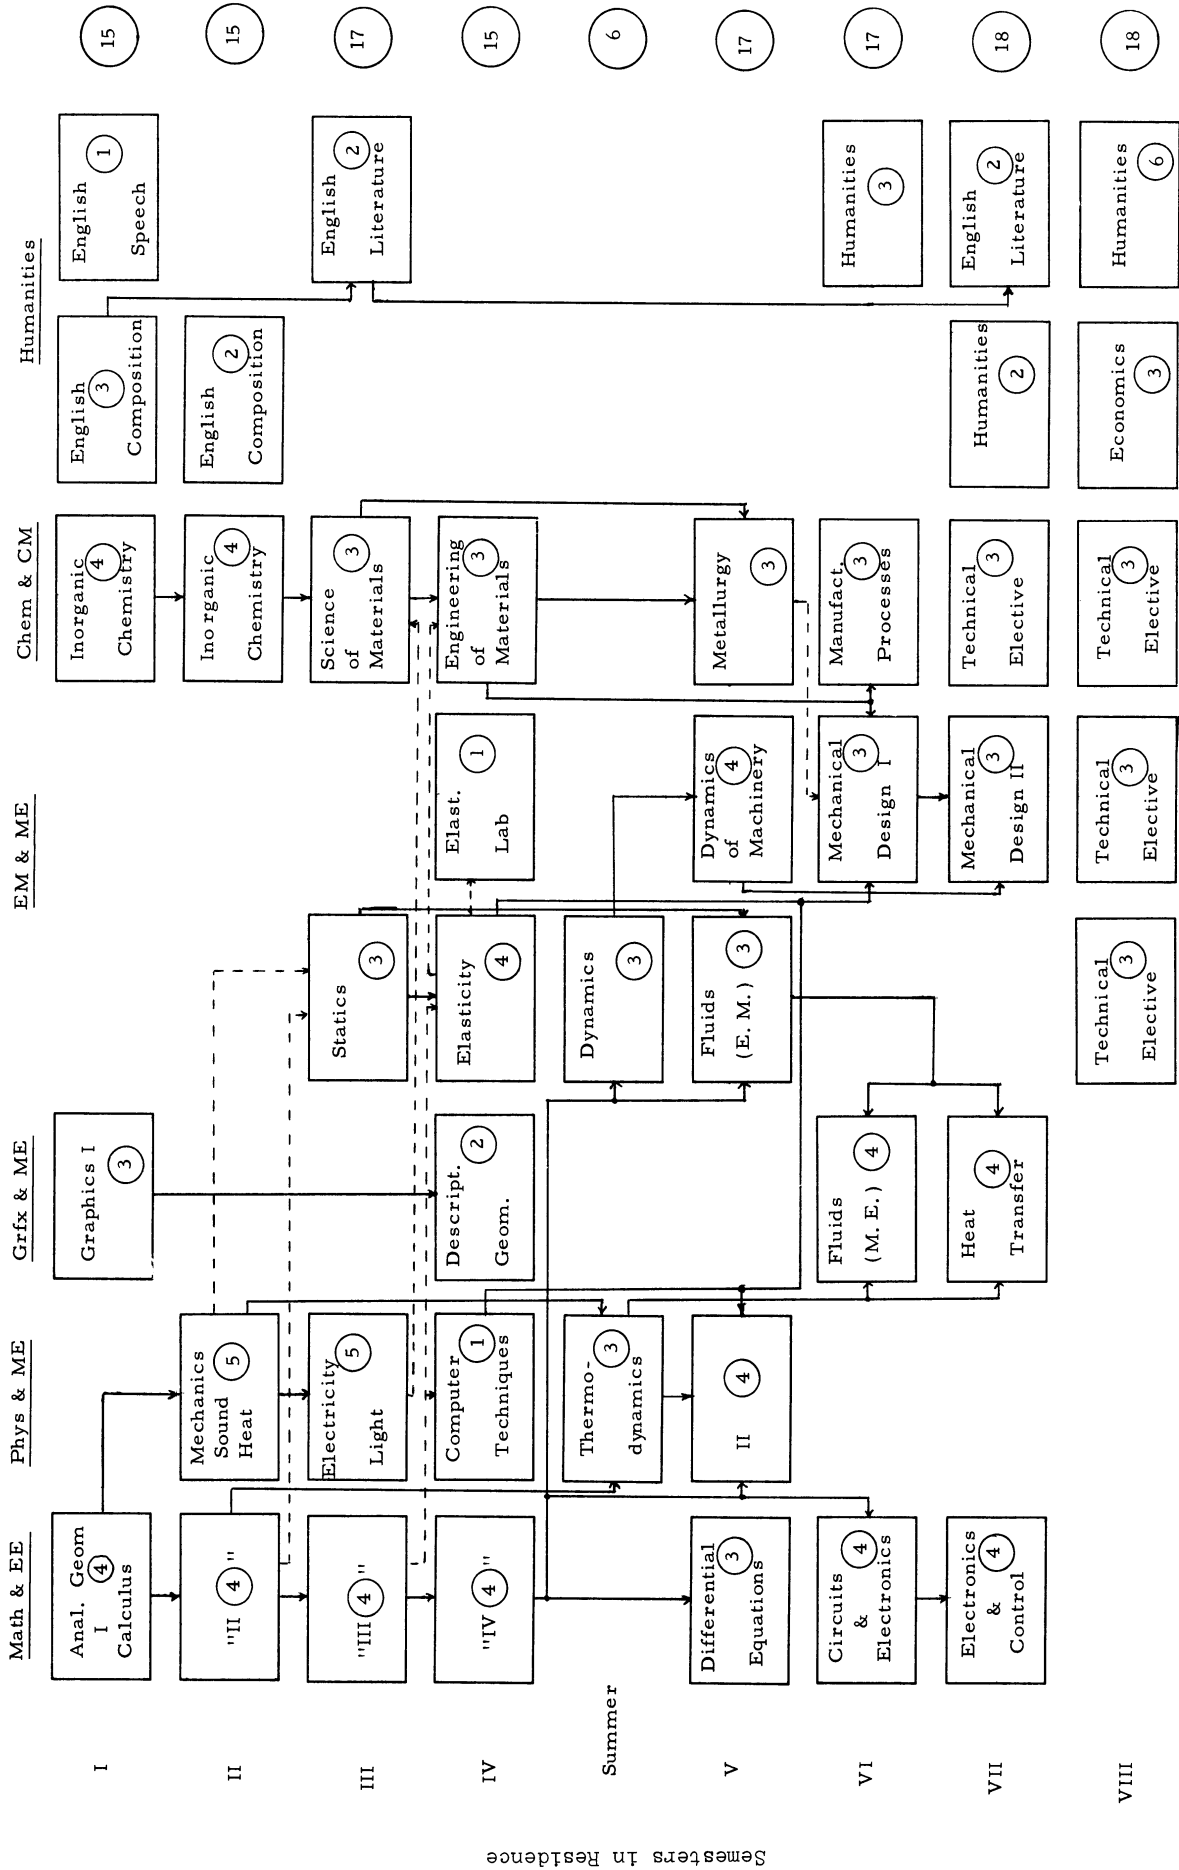 Math & EE
Phys & ME
Grfx & ME
EM & ME
Chem & CM
Humanities
Semesters in Residence
I
Anal. Geom
I
4
Calculus
Graphics I
3
Inorganic
4
Chemistry
English
3
Composition
English
1
Speech
15
II
"II
4
"
Mechanics
Sound
5
Heat
Inorganic
4
Chemistry
English
2
Composition
15
III
"III
4
"
Electricity
5
Light
Statics
3
Science
of
3
Materials
English
2
Literature
17
IV
"IV
4
"
Computer
1
Techniques
Descript.
2
Geom.
Elasticity
4
Elast.
1
Lab
Engineering
of
3
Materials
15
Summer
Thermo-
3
dynamics
Dynamics
3
6
V
Differential
3
Equations
II
4
Fluids
(E. M.)
3
Dynamics
of
4
Machinery
Metallurgy
3
17
VI
Circuits
&
4
Electronics
Fluids
(M. E.)
4
Mechanical
3
Design I
Manufact.
3
Processes
Humanities
3
17
VII
Electronics
&
4
Control
Heat
4
Transfer
Mechanical
3
Design II
Technical
3
Elective
Humanities
2
English
2
Literature
18
VIII
Technical
3
Elective
Technical
3
Elective
Technical
3
Elective
Economics
3
Humanities
6
18